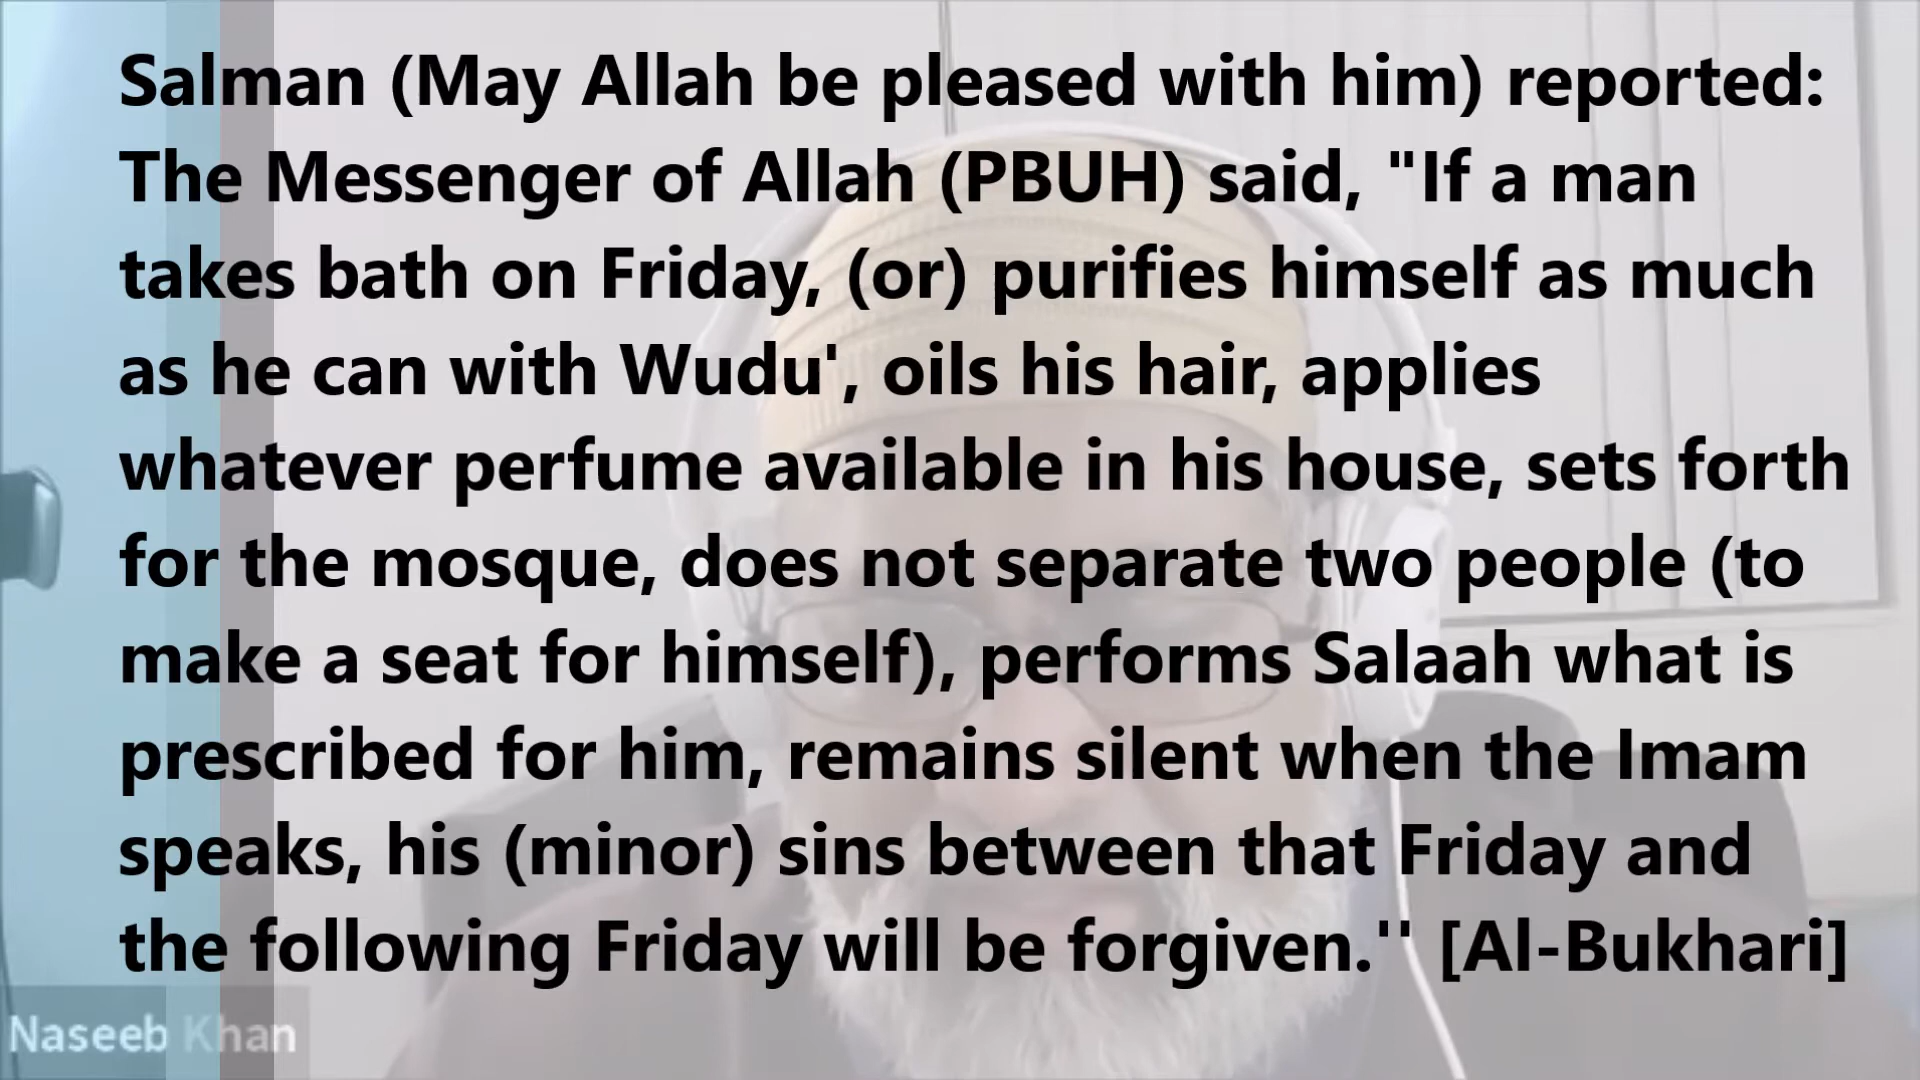 Salman (May Allah be pleased with him) reported:
The Messenger of Allah (PBUH) said, "If a man
takes bath on Friday, (or) purifies himself as much
as he can with Wudu', oils his hair, applies
whatever perfume available in his house, sets forth
for the mosque, does not separate two people (to
make a seat for himself), performs Salaah what is
prescribed for him, remains silent when the Imam
speaks, his (minor) sins between that Friday and
the following Friday will be forgiven.'' [Al-Bukhari]
Naseeb Khan